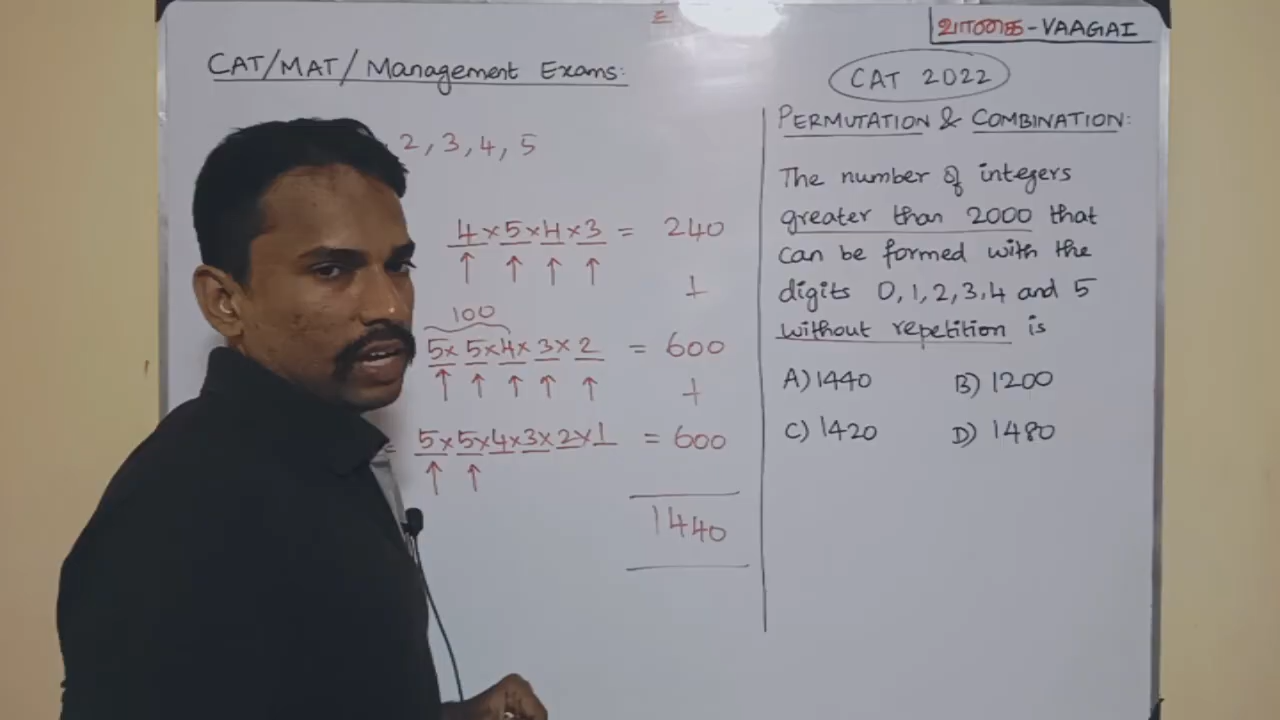 வாகை-VAAGAI
CAT/MAT/Management Exams:
2, 3, 4, 5
4×5×4×3 = 240
+
100
5×5×4×3×2 = 600
+
= 5×5×4×3×2×1 = 600
1440
CAT 2022
PERMUTATION & COMBINATION:
The number of integers
greater than 2000 that
can be formed with the
digits 0,1,2,3,4 and 5
without repetition is
A) 1440 B) 1200
C) 1420 D) 1480